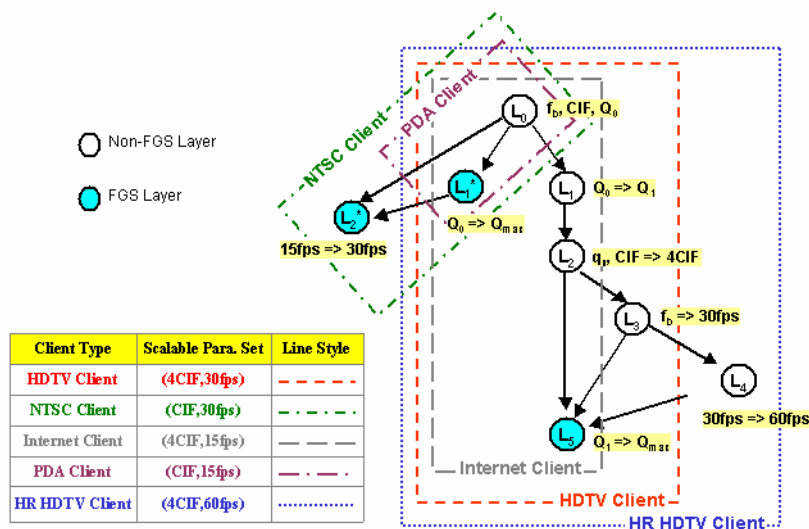 L0 fb, CIF, Q0
PDA Client
NTSC Client
Non-FGS Layer
FGS Layer
L1*
L1 Q0 => Q1
L2*
Q0 => Qmax
15fps => 30fps
L2 q1, CIF => 4CIF
L3 fb => 30fps
L4
30fps => 60fps
L5 Q1 => Qmax
Internet Client
HDTV Client
HR HDTV Client
Client Type Scalable Para. Set Line Style
HDTV Client (4CIF,30fps)
NTSC Client (CIF,30fps)
Internet Client (4CIF,15fps)
PDA Client (CIF,15fps)
HR HDTV Client (4CIF,60fps)